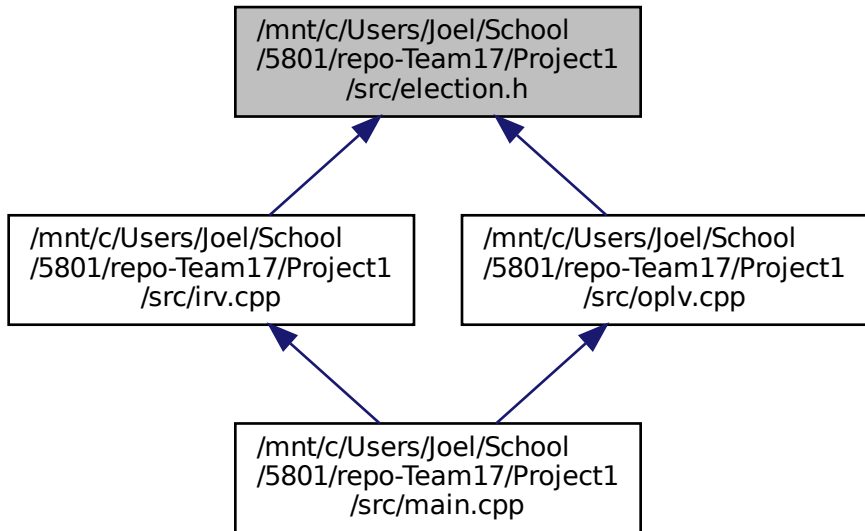 /mnt/c/Users/Joel/School
/5801/repo-Team17/Project1
/src/election.h
/mnt/c/Users/Joel/School
/5801/repo-Team17/Project1
/src/irv.cpp
/mnt/c/Users/Joel/School
/5801/repo-Team17/Project1
/src/oplv.cpp
/mnt/c/Users/Joel/School
/5801/repo-Team17/Project1
/src/main.cpp